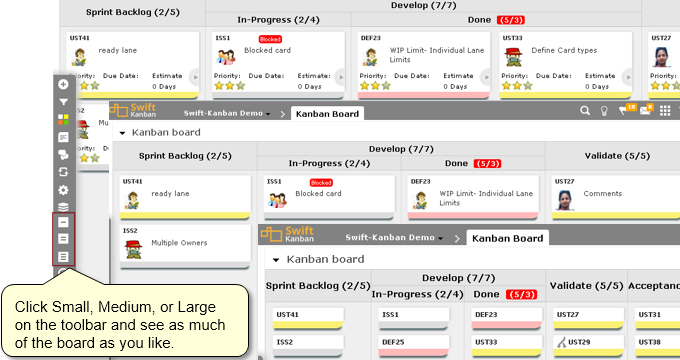 Sprint Backlog (2/5)
Develop (7/7)
In-Progress (2/4)
Done (5/3)
UST41
ready lane
Priority: Due Date: Estimate
0 Days
ISS1
Blocked
Blocked card
Priority: Due Date: Estimate
0 Days
DEF23
WIP Limit- Individual Lane
Limits
Priority: Due Date: Estimate
0 Days
UST33
Define Card types
Priority: Due Date: Estimate
0 Days
UST27
Priority: Du
ISS2
Mu
Priority:
Swift
Kanban
Swift-Kanban Demo
Kanban Board
Kanban board
Sprint Backlog (2/5)
Develop (7/7)
In-Progress (2/4)
Done (5/3)
Validate (5/5)
UST41
ready lane
ISS1
Blocked
Blocked card
DEF23
WIP Limit- Individual Lane
Limits
UST27
Comments
ISS2
Multiple Owners
Swift
Kanban
Swift-Kanban Demo
Kanban Board
Kanban board
Sprint Backlog (2/5)
Develop (7/7)
In-Progress (2/4)
Done (5/3)
Validate (5/5)
Acceptanc
UST41
ISS1
DEF23
UST27
UST31
ISS2
DEF25
UST33
UST29
UST38
Click Small, Medium, or Large
on the toolbar and see as much
of the board as you like.